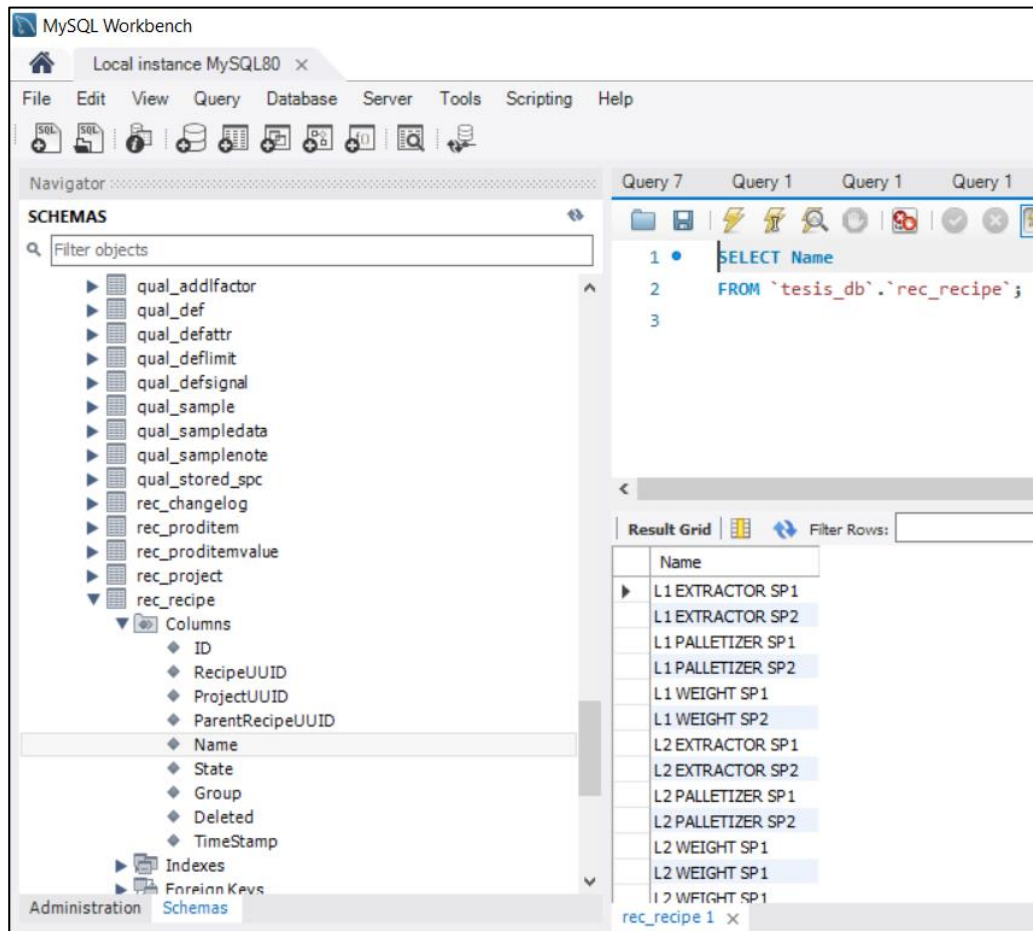 MySQL Workbench
Local instance MySQL80
File Edit View Query Database Server Tools Scripting Help
Navigator
SCHEMAS
Filter objects
qual_addlfactor
qual_def
qual_defattr
qual_deflimit
qual_defsignal
qual_sample
qual_sampledata
qual_samplenote
qual_stored_spc
rec_changelog
rec_proditem
rec_proditemvalue
rec_project
rec_recipe
Columns
ID
RecipeUUID
ProjectUUID
ParentRecipeUUID
Name
State
Group
Deleted
TimeStamp
Indexes
Foreign Keys
Administration Schemas
Query 7 Query 1 Query 1 Query 1
1 SELECT Name
2 FROM `tesis_db`.`rec_recipe`;
3
Result Grid Filter Rows:
Name
L1 EXTRACTOR SP1
L1 EXTRACTOR SP2
L1 PALLETIZER SP1
L1 PALLETIZER SP2
L1 WEIGHT SP1
L1 WEIGHT SP2
L2 EXTRACTOR SP1
L2 EXTRACTOR SP2
L2 PALLETIZER SP1
L2 PALLETIZER SP2
L2 WEIGHT SP1
L2 WEIGHT SP1
L2 WEIGHT SP1
rec_recipe 1